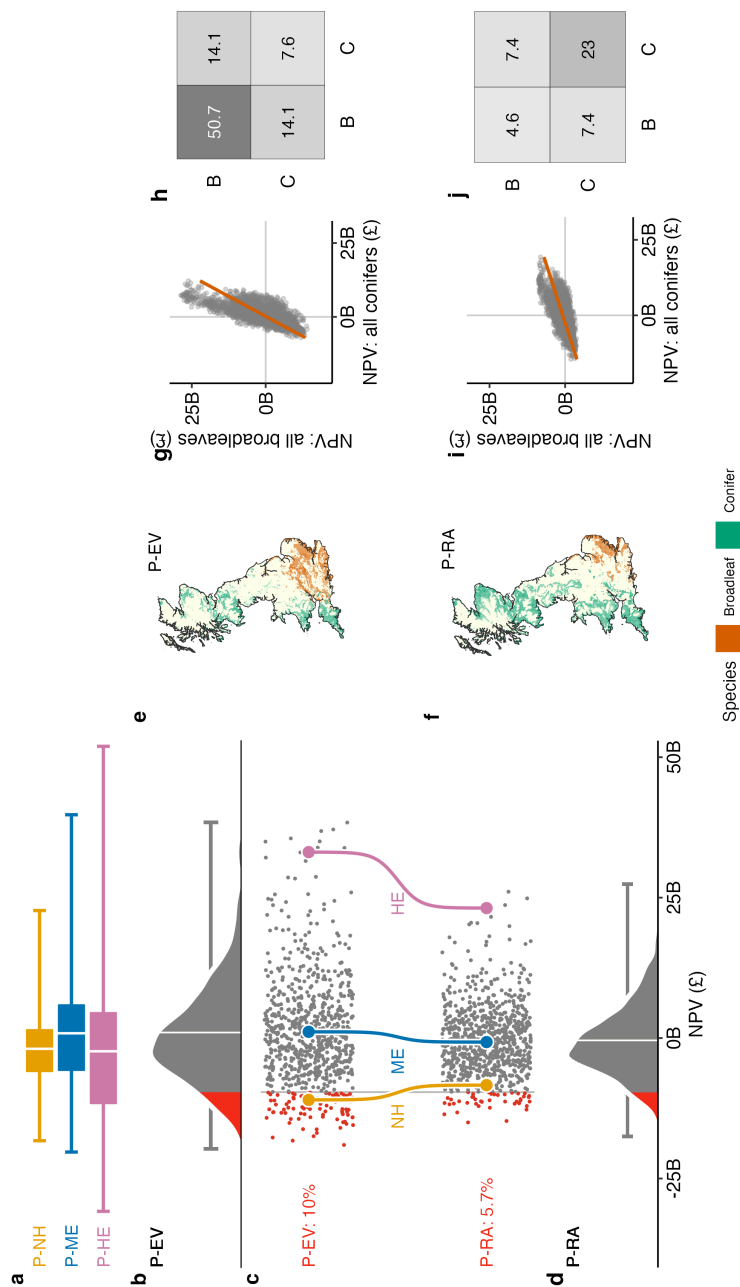 a
P-NH
P-ME
P-HE
b
P-EV
c
P-EV: 10%
P-RA: 5.7%
NH
ME
HE
d
P-RA
-25B
0B
25B
50B
NPV (£)
e
P-EV
f
P-RA
Species
Broadleaf
Conifer
g
NPV: all broadleaves (£)
25B
0B
0B
25B
NPV: all conifers (£)
h
B
50.7
14.1
C
14.1
7.6
B
C
i
NPV: all broadleaves (£)
25B
0B
0B
25B
NPV: all conifers (£)
j
B
4.6
7.4
C
7.4
23
B
C